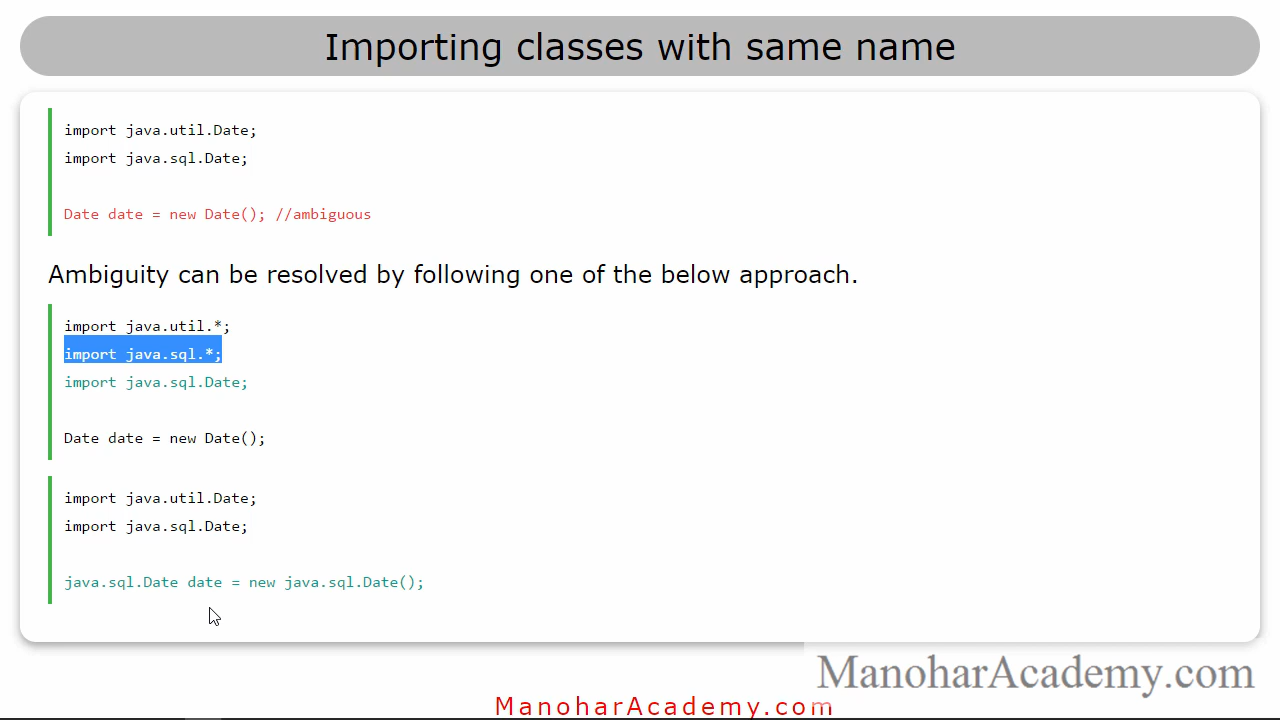 Importing classes with same name
import java.util.Date;
import java.sql.Date;
Date date = new Date(); //ambiguous
Ambiguity can be resolved by following one of the below approach.
import java.util.*;
import java.sql.*;
import java.sql.Date;
Date date = new Date();
import java.util.Date;
import java.sql.Date;
java.sql.Date date = new java.sql.Date();
ManoharAcademy.com
ManoharAcademy.com